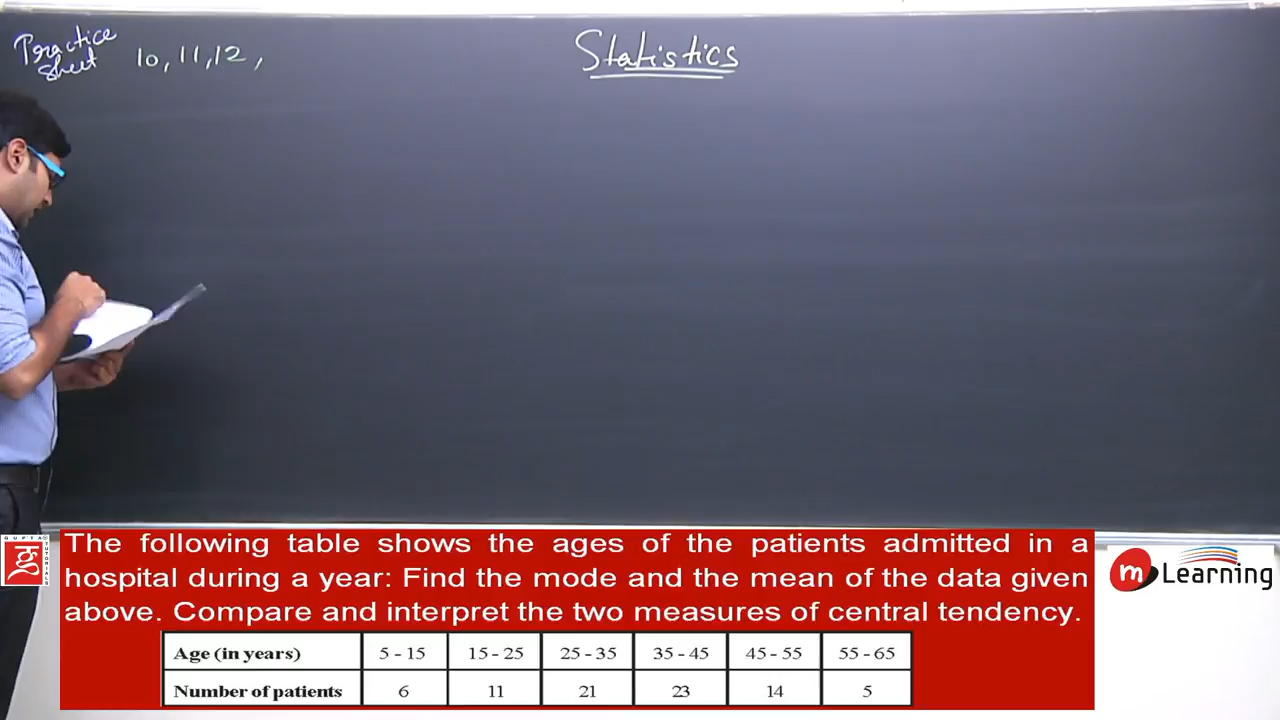 Practice
Sheet 10, 11, 12,
Statistics
GUPTA
TUTORIALS
The following table shows the ages of the patients admitted in a
hospital during a year: Find the mode and the mean of the data given
above. Compare and interpret the two measures of central tendency.
Age (in years) 5 - 15 15 - 25 25 - 35 35 - 45 45 - 55 55 - 65
Number of patients 6 11 21 23 14 5
m Learning